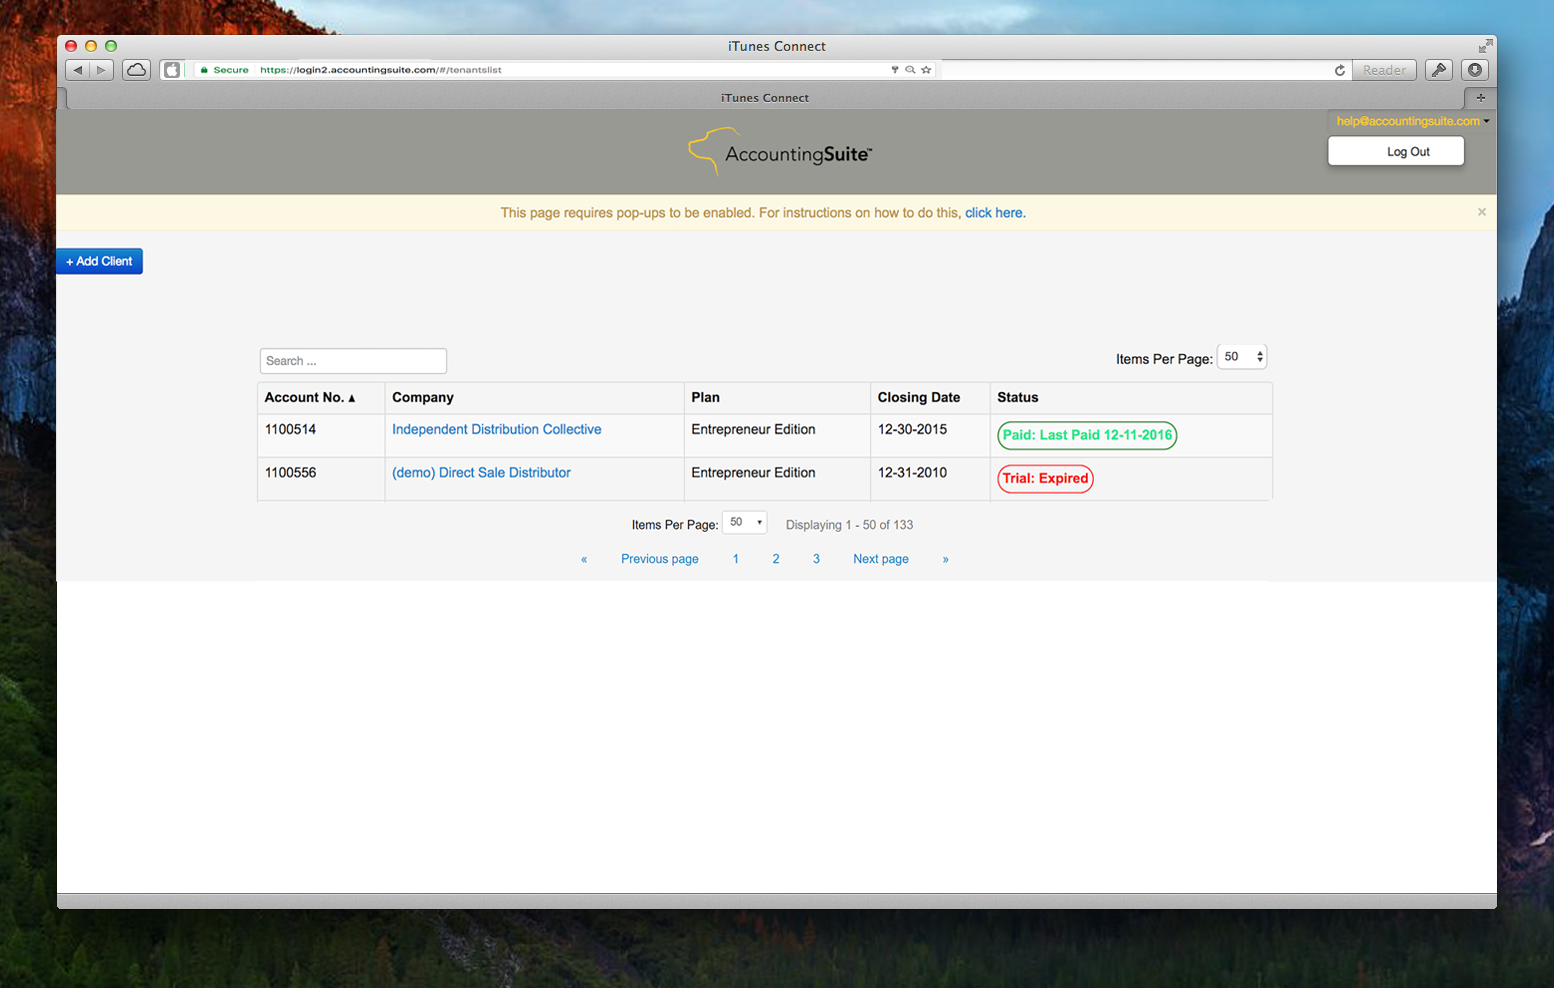 iTunes Connect
Secure https://login2.accountingsuite.com/#/tenantslist
Reader
iTunes Connect
help@accountingsuite.com
AccountingSuite™
Log Out
This page requires pop-ups to be enabled. For instructions on how to do this, click here.
×
+ Add Client
Search ...
Items Per Page: 50
Account No. ▲ Company Plan Closing Date Status
1100514 Independent Distribution Collective Entrepreneur Edition 12-30-2015 Paid: Last Paid 12-11-2016
1100556 (demo) Direct Sale Distributor Entrepreneur Edition 12-31-2010 Trial: Expired
Items Per Page: 50 Displaying 1 - 50 of 133
« Previous page 1 2 3 Next page »